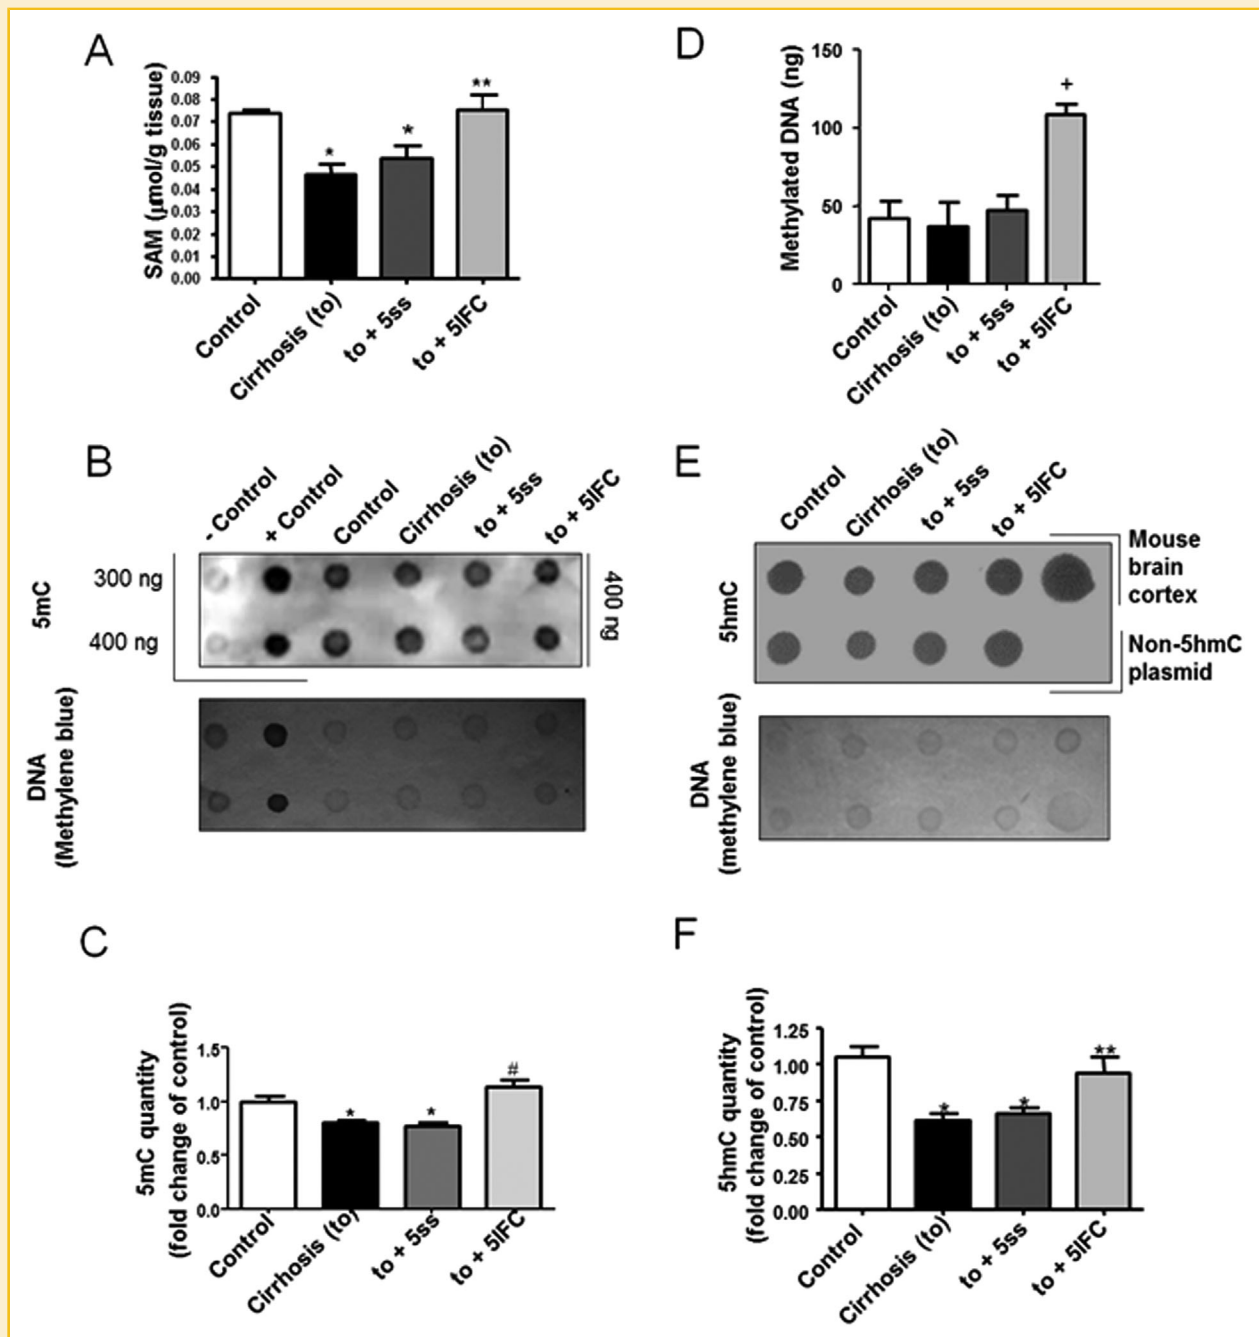 A
SAM (μmol/g tissue)
0.09
0.08
0.07
0.06
0.05
0.04
0.03
0.02
0.01
0.00
*
*
**
Control
Cirrhosis (to)
to + 5ss
to + 5IFC
D
Methylated DNA (ng)
150
100
50
0
+
Control
Cirrhosis (to)
to + 5ss
to + 5IFC
B
- Control
+ Control
Control
Cirrhosis (to)
to + 5ss
to + 5IFC
5mC
300 ng
400 ng
400 ng
DNA
(Methylene blue)
E
Control
Cirrhosis (to)
to + 5ss
to + 5IFC
5hmC
Mouse
brain
cortex
Non-5hmC
plasmid
DNA
(methylene blue)
C
5mC quantity
(fold change of control)
1.5
1.0
0.5
0.0
*
*
#
Control
Cirrhosis (to)
to + 5ss
to + 5IFC
F
5hmC quantity
(fold change of control)
1.25
1.00
0.75
0.50
0.25
0.00
*
*
**
Control
Cirrhosis (to)
to + 5ss
to + 5IFC